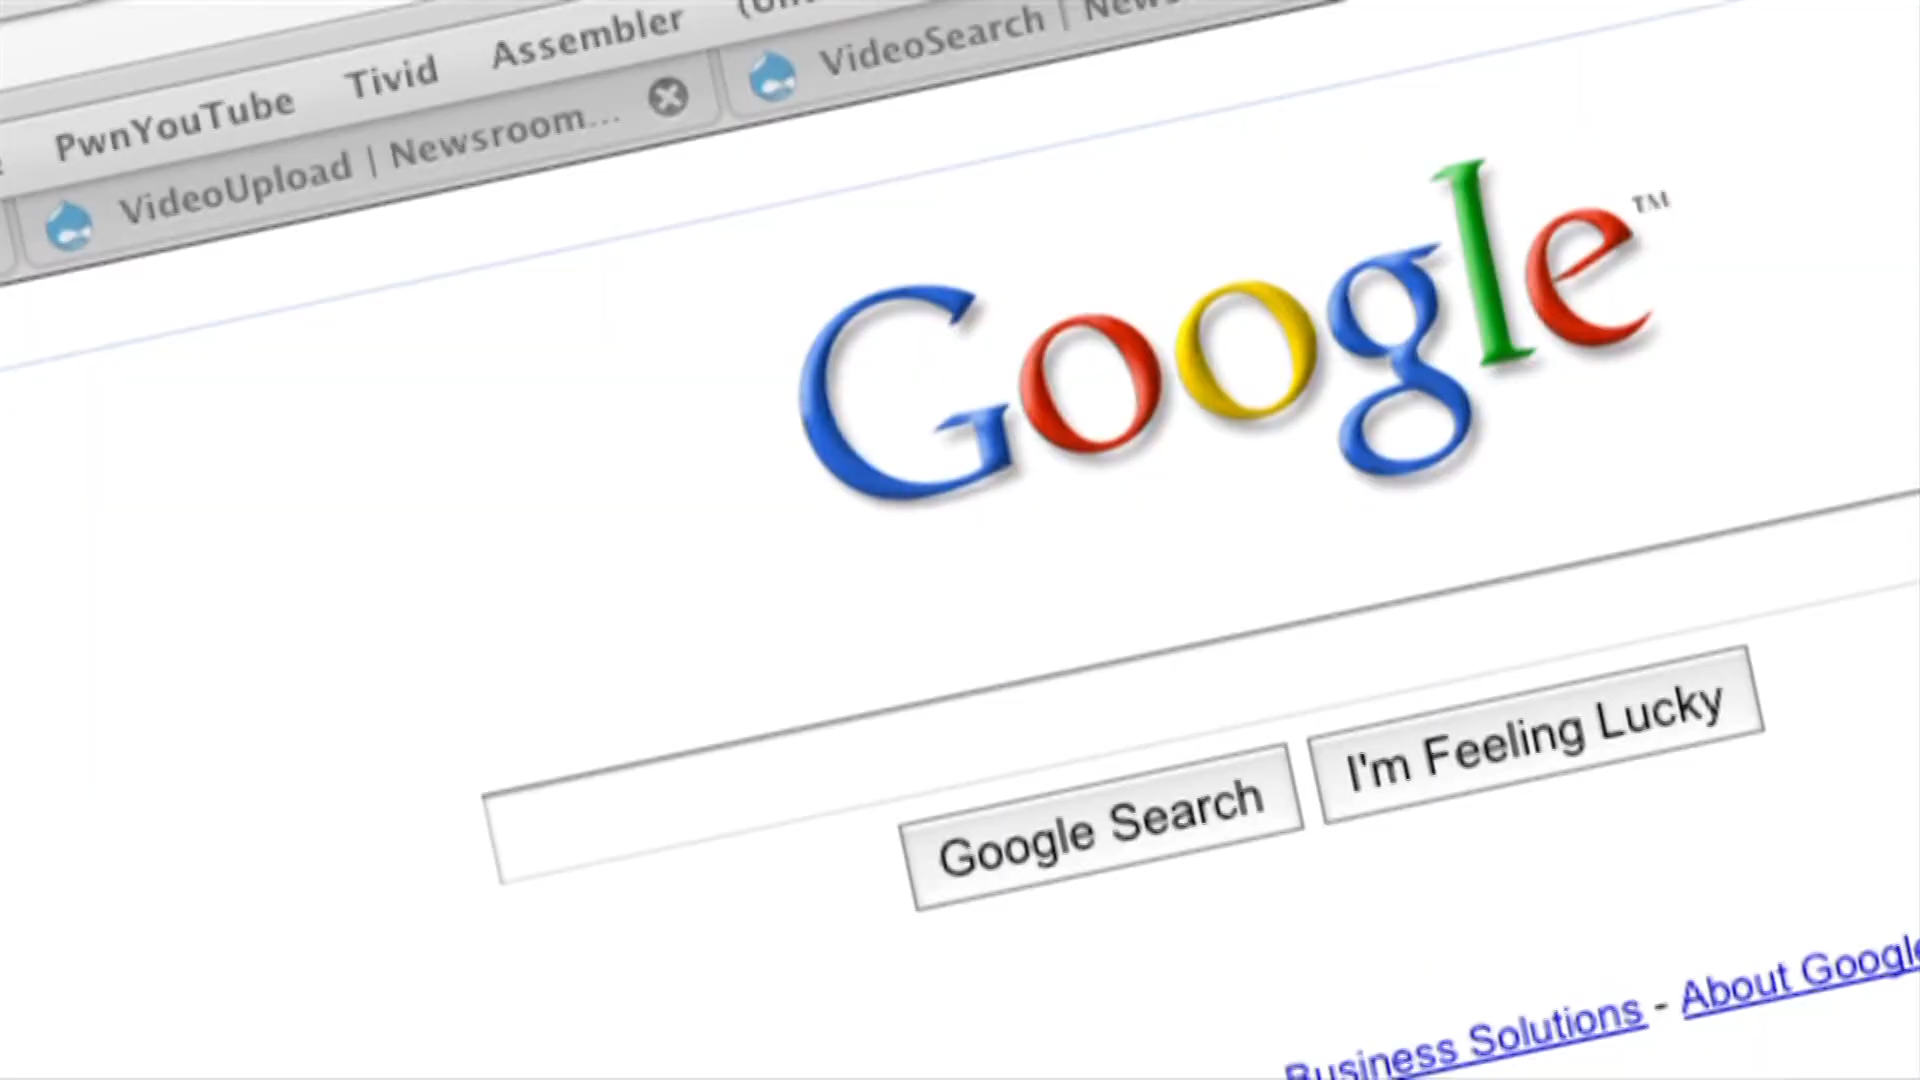 PwnYouTube Tivid Assembler
VideoUpload | Newsroom... VideoSearch |
Google™
Google Search I'm Feeling Lucky
Business Solutions - About Google